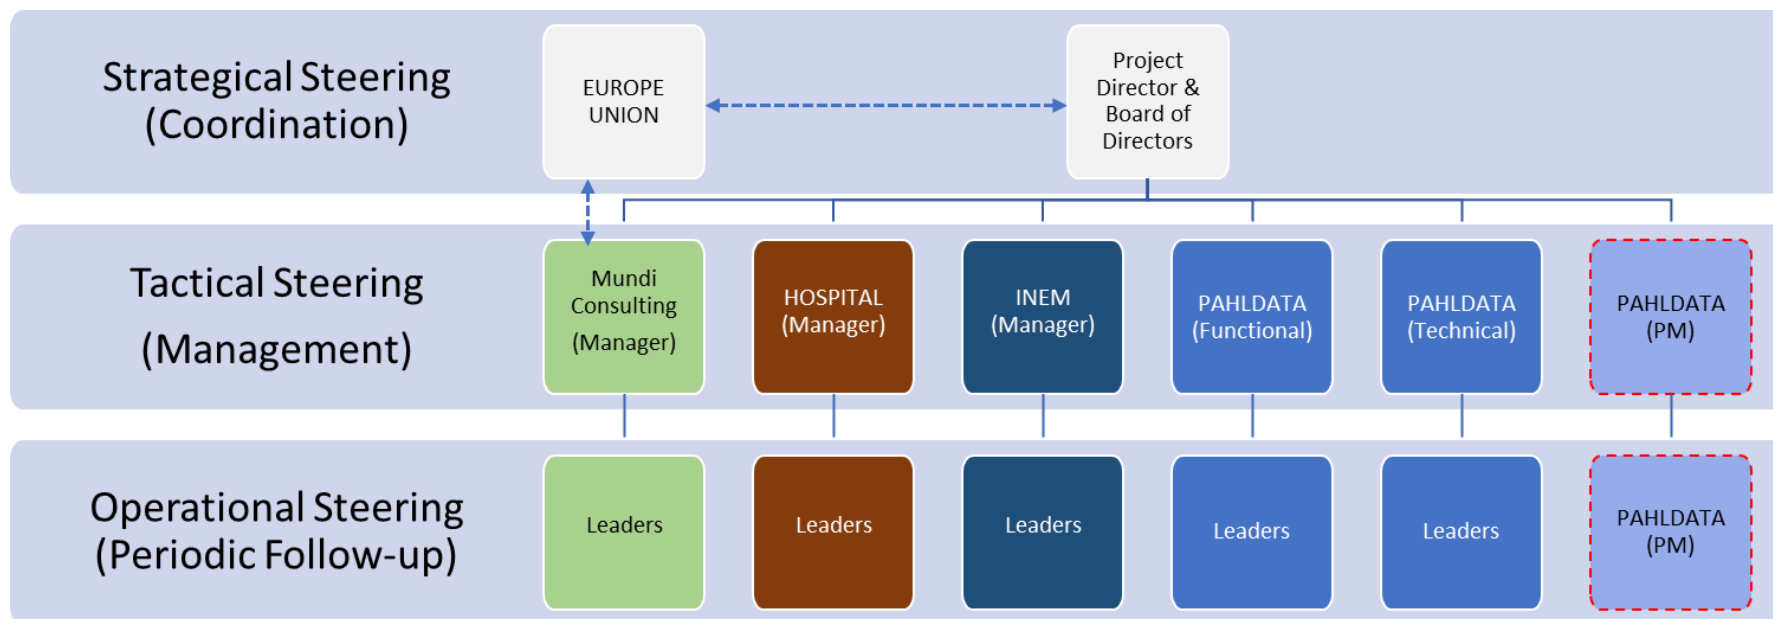 Strategical Steering
(Coordination)
EUROPE
UNION
Project
Director &
Board of
Directors
Tactical Steering
(Management)
Mundi
Consulting
(Manager)
HOSPITAL
(Manager)
INEM
(Manager)
PAHLDATA
(Functional)
PAHLDATA
(Technical)
PAHLDATA
(PM)
Operational Steering
(Periodic Follow-up)
Leaders
Leaders
Leaders
Leaders
Leaders
PAHLDATA
(PM)